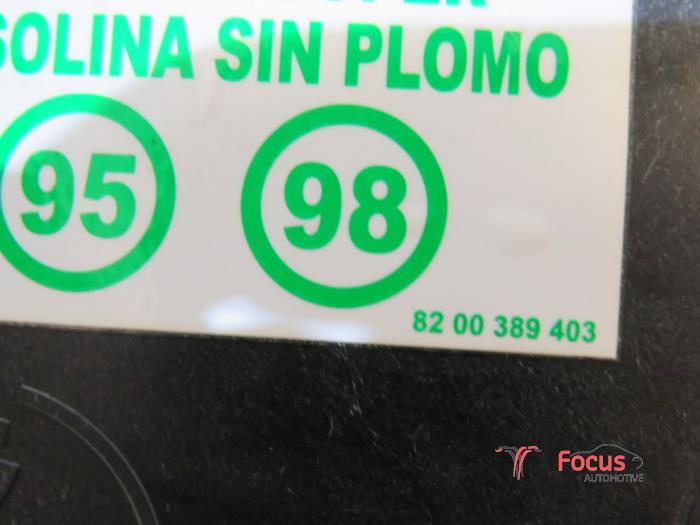 SOLINA SIN PLOMO
95 98
82 00 389 403
Focus
AUTOMOTIVE